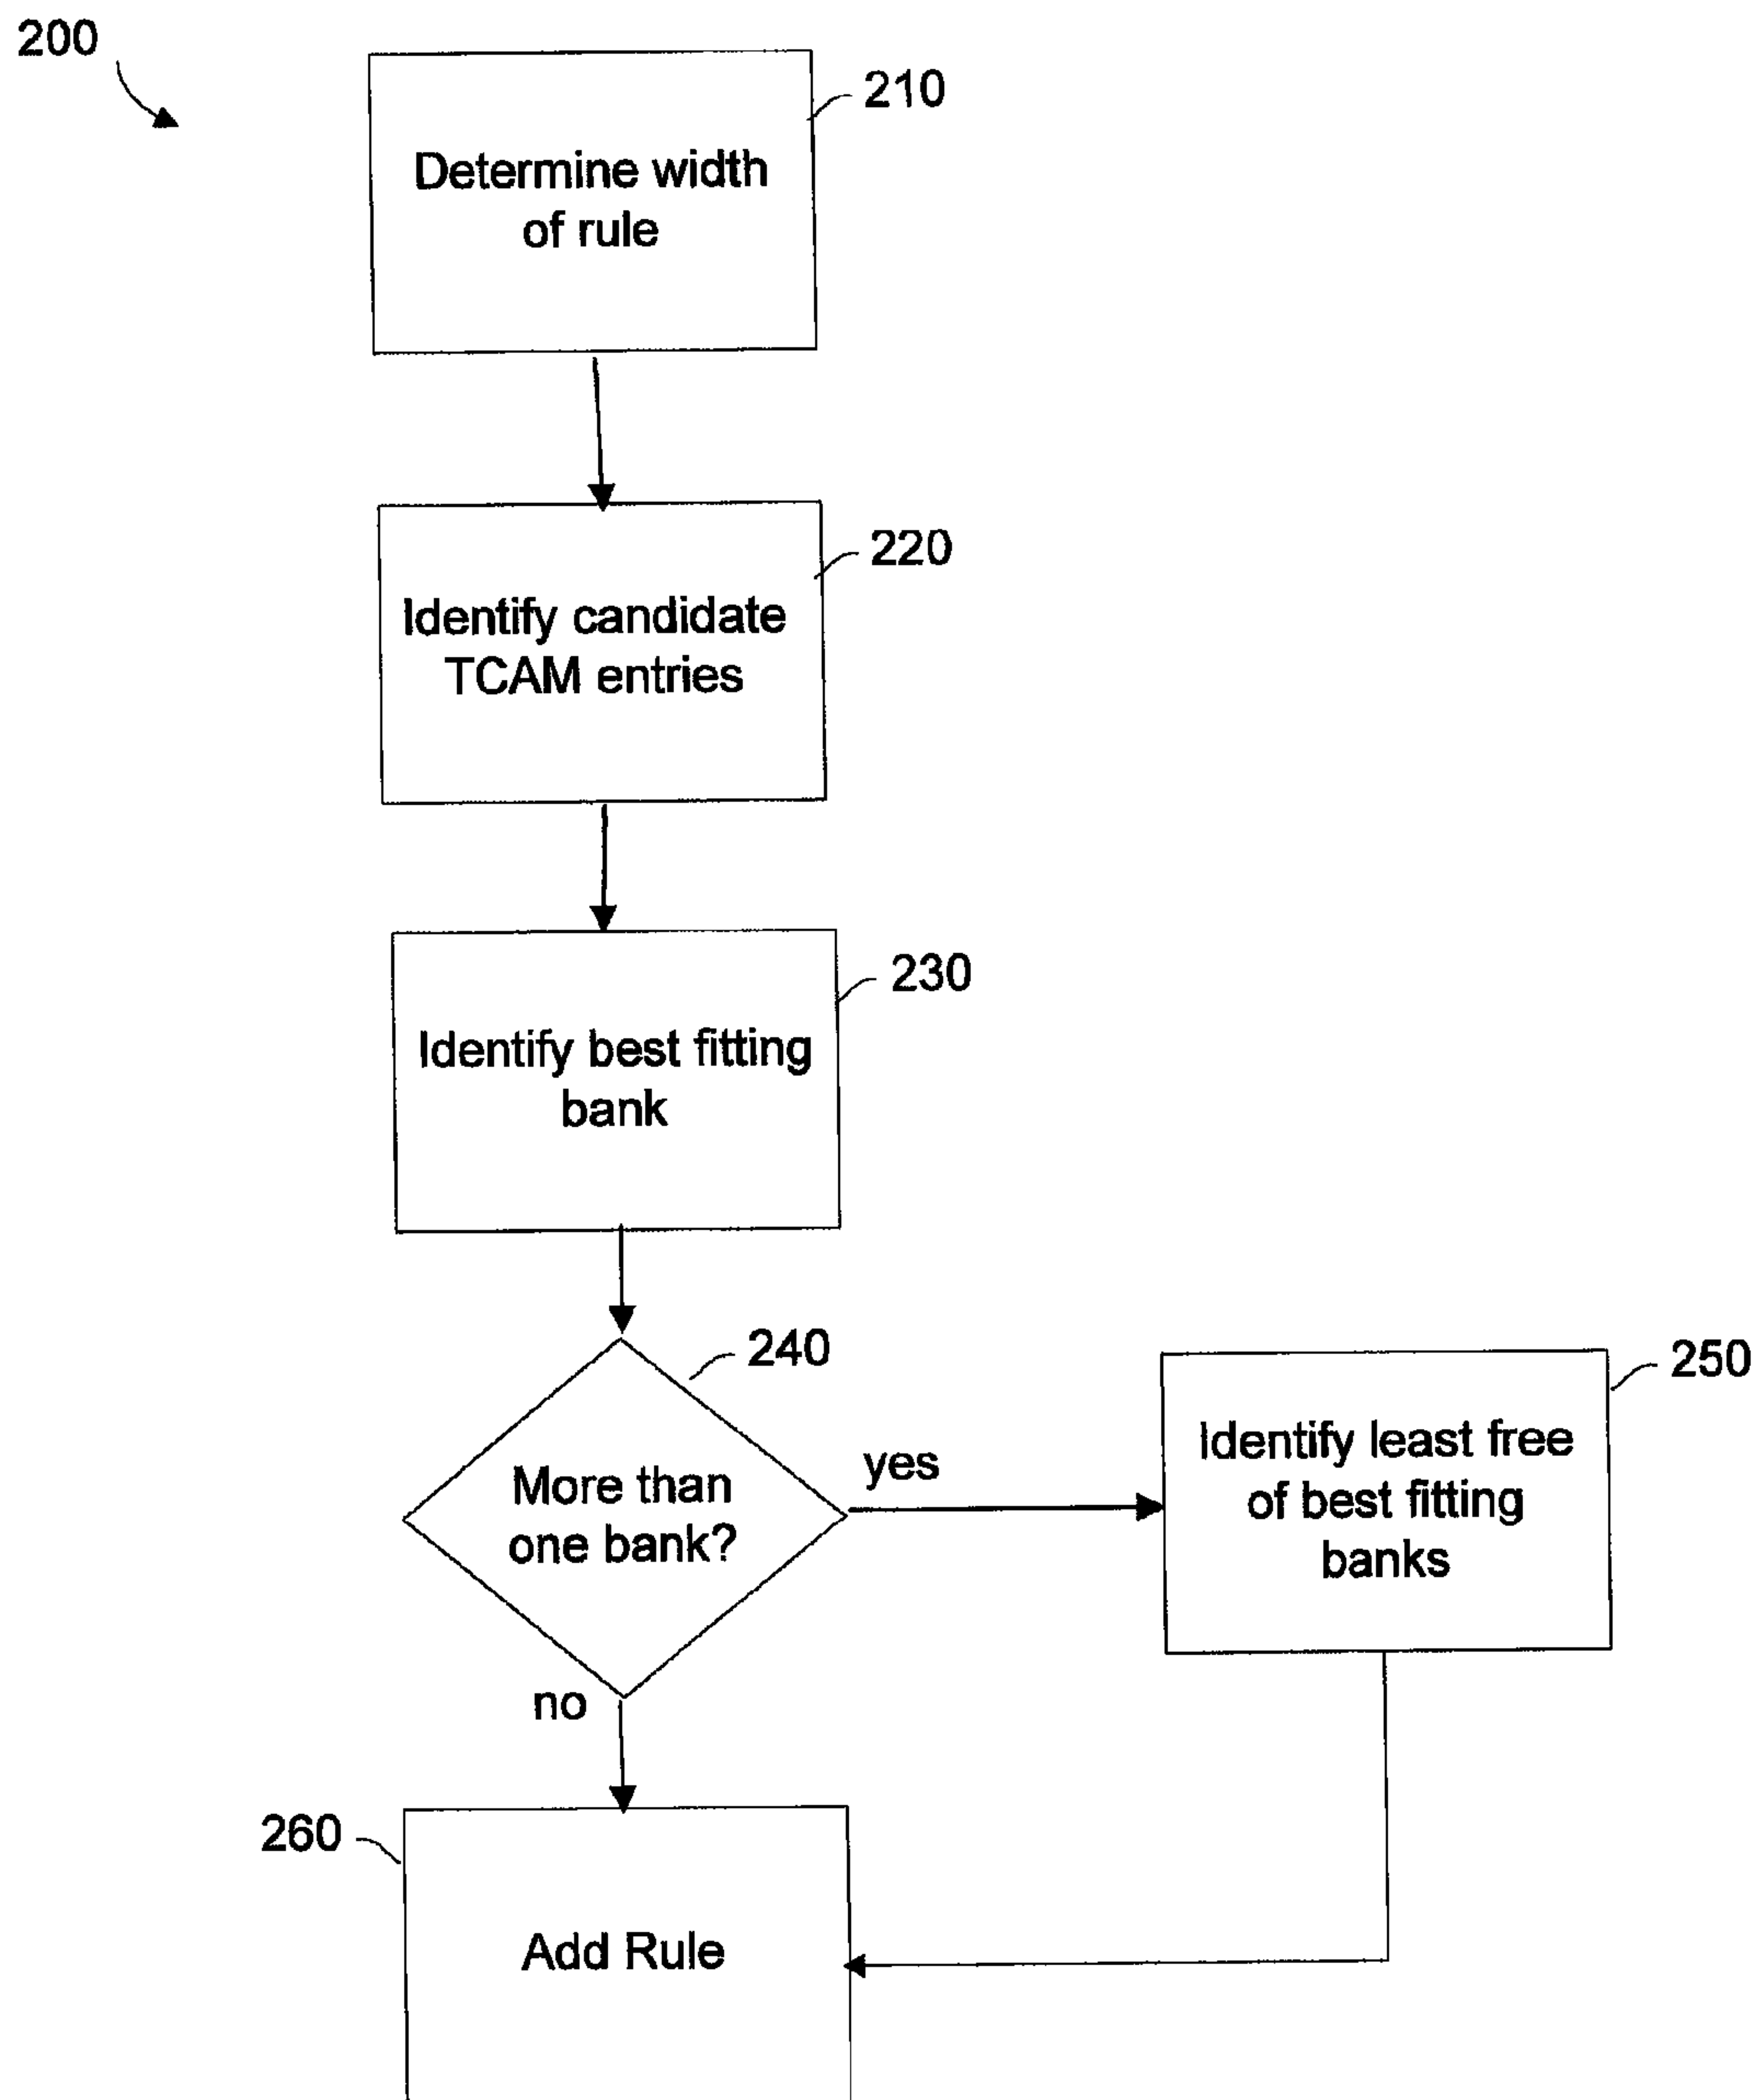 200
210
Determine width
of rule
220
Identify candidate
TCAM entries
230
Identify best fitting
bank
240
More than
one bank?
yes
250
Identify least free
of best fitting
banks
no
260
Add Rule